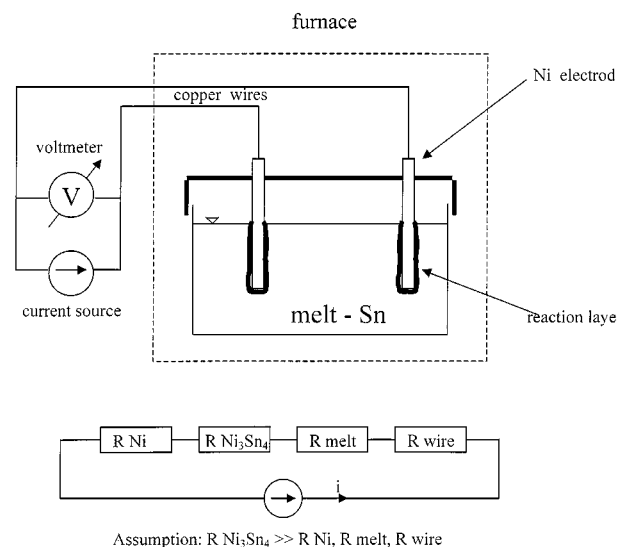 furnace
Ni electrod
copper wires
voltmeter
V
current source
melt - Sn
reaction laye
R Ni
R Ni₃Sn₄
R melt
R wire
i
Assumption: R Ni₃Sn₄ >> R Ni, R melt, R wire